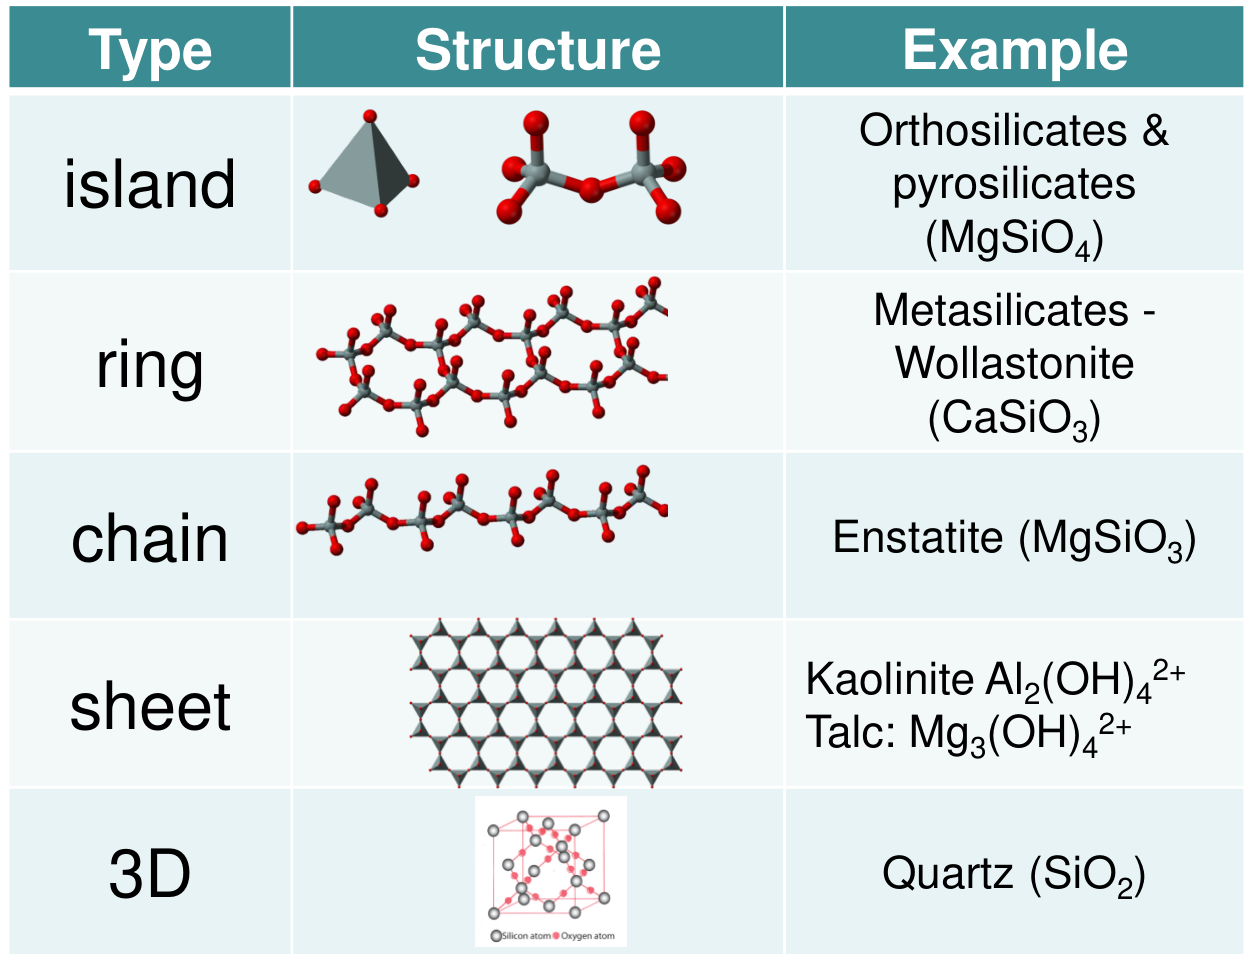 Type Structure Example
island
Orthosilicates &
pyrosilicates
(MgSiO₄)
ring
Metasilicates -
Wollastonite
(CaSiO₃)
chain
Enstatite (MgSiO₃)
sheet
Kaolinite Al₂(OH)₄²⁺
Talc: Mg₃(OH)₄²⁺
3D
Silicon atom Oxygen atom
Quartz (SiO₂)